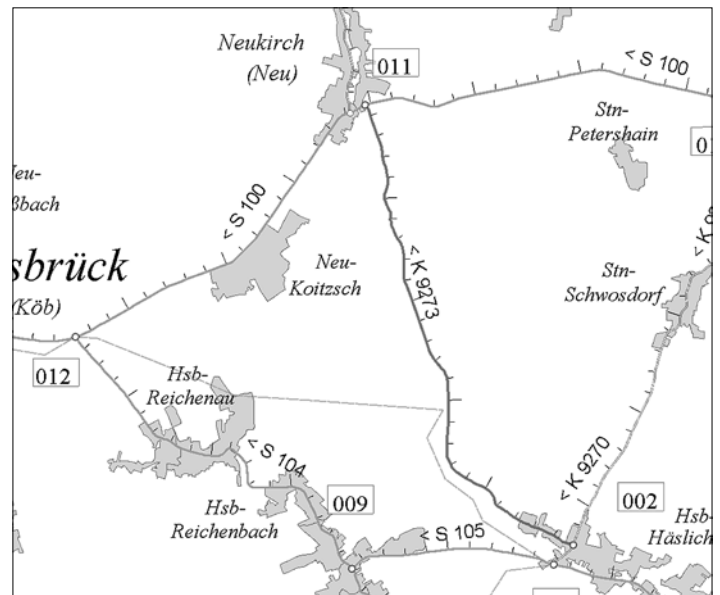 Neukirch
(Neu)
011
< S 100
Stn-
Petershain
< S 100
sbrück
(Köb)
Neu-
Koitzsch
< K 9273
Stn-
Schwosdorf
012
Hsb-
Reichenau
< S 104
< K 9270
009
002
Hsb-
Reichenbach
< S 105
Hsb-
Häslich